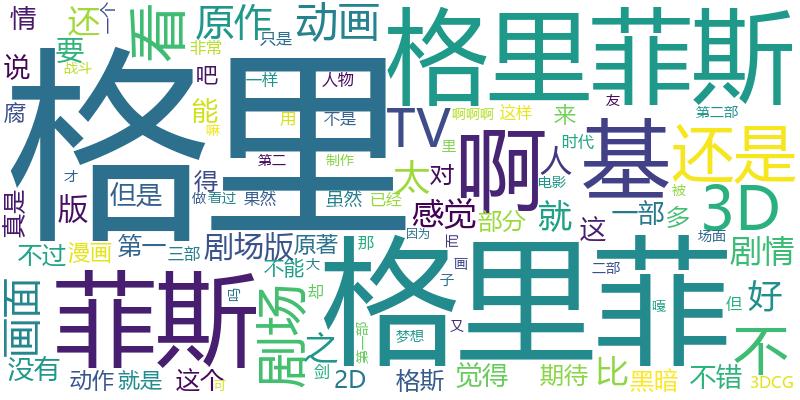 情
还
个
看
原作
动画
格里菲斯
要
非常
只是
说
战斗
吧
一样
人物
友
第二部
腐
能
嘛
用
不是
TV
啊啊啊
这样
来
格里
啊
基
还是
才
第二
制作
里
人
时代
真是
版
但是
得
做
看过
果然
虽然
已经
太
对
电影
被
感觉
部分
就
这
一部
多
3D
不过
漫画
第一
三部
剧场版
原著
那
因为
不能
大
画
二部
场面
剧情
画面
菲斯
剧场
却
之
格里菲
子
嘎
但
好
第一部
梦想
又
不
没有
动作
就是
这个
剑
2D
格斯
觉得
期待
比
黑暗
不错
3DCG